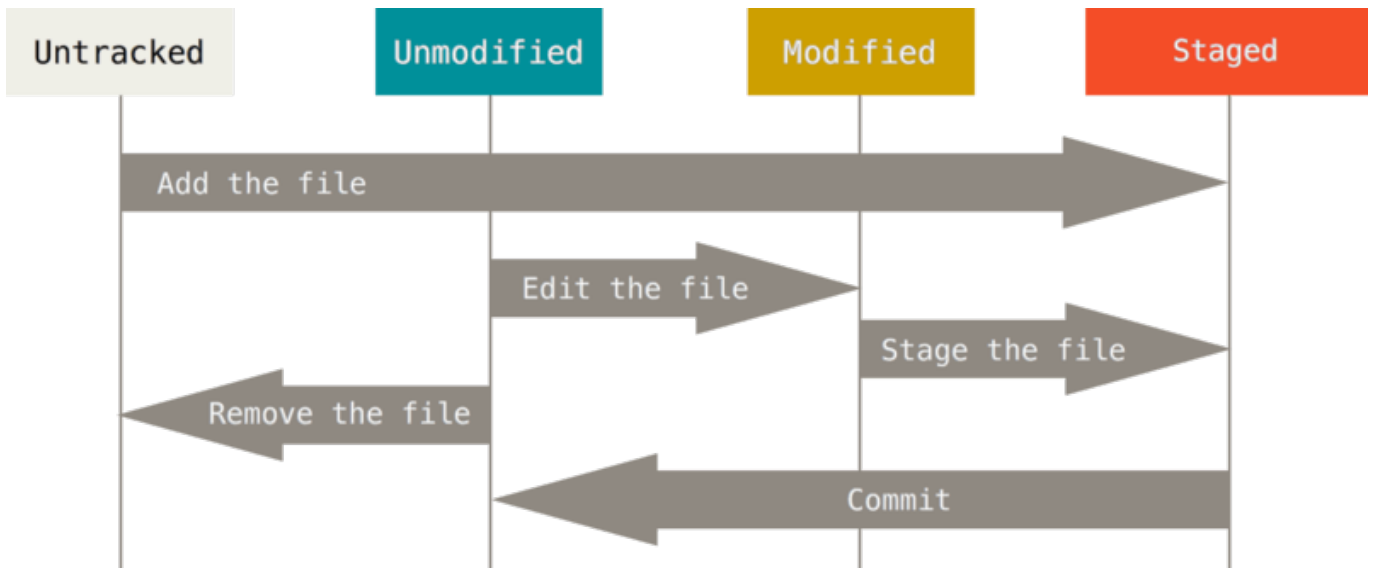 Untracked
Unmodified
Modified
Staged
Add the file
Edit the file
Stage the file
Remove the file
Commit